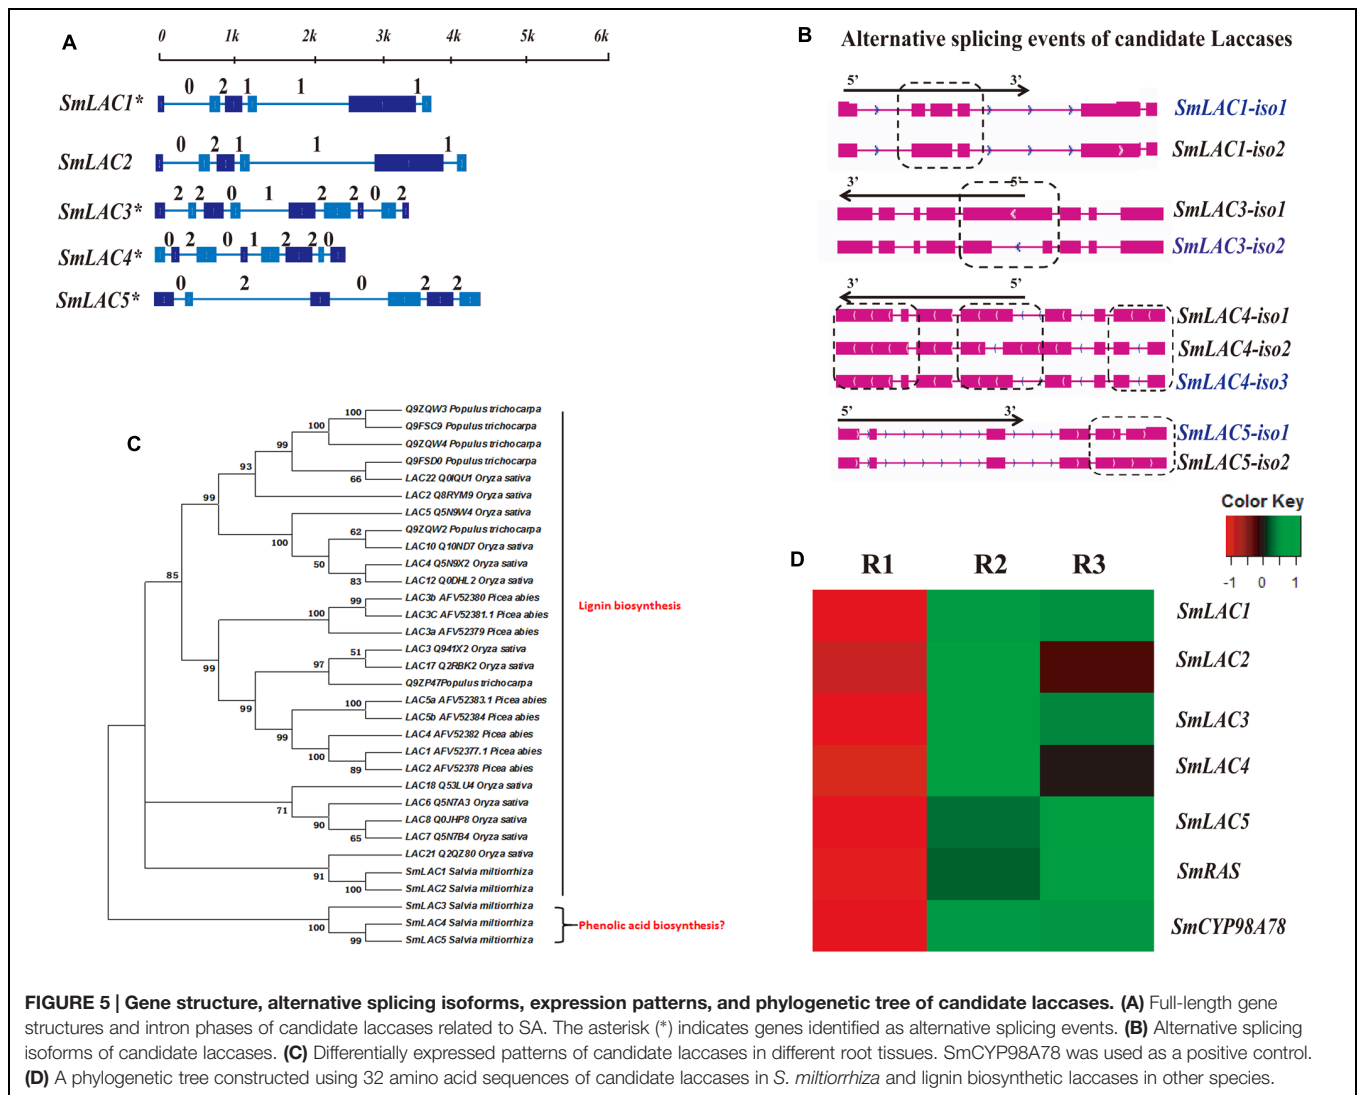 A
0 1k 2k 3k 4k 5k 6k
SmLAC1* 0 2 1 1 1
SmLAC2 0 2 1 1 1
SmLAC3* 2 2 0 1 2 2 0 2
SmLAC4* 0 2 0 1 2 2 0
SmLAC5* 0 2 0 2 2
B
Alternative splicing events of candidate Laccases
5’ 3’
SmLAC1-iso1
SmLAC1-iso2
3’ 5’
SmLAC3-iso1
SmLAC3-iso2
3’ 5’
SmLAC4-iso1
SmLAC4-iso2
SmLAC4-iso3
5’ 3’
SmLAC5-iso1
SmLAC5-iso2
C
Q9ZQW3 Populus trichocarpa
Q9FSC9 Populus trichocarpa
Q9ZQW4 Populus trichocarpa
Q9FSD0 Populus trichocarpa
LAC22 Q0IQU1 Oryza sativa
LAC2 Q8RYM9 Oryza sativa
LAC5 Q5N9W4 Oryza sativa
Q9ZQW2 Populus trichocarpa
LAC10 Q10ND7 Oryza sativa
LAC4 Q5N9X2 Oryza sativa
LAC12 Q0DHL2 Oryza sativa
LAC3b AFV52380 Picea abies
LAC3C AFV52381.1 Picea abies
LAC3a AFV52379 Picea abies
LAC3 Q941X2 Oryza sativa
LAC17 Q2RBK2 Oryza sativa
Q9ZP47Populus trichocarpa
LAC5a AFV52383.1 Picea abies
LAC5b AFV52384 Picea abies
LAC4 AFV52382 Picea abies
LAC1 AFV52377.1 Picea abies
LAC2 AFV52378 Picea abies
LAC18 Q53LU4 Oryza sativa
LAC6 Q5N7A3 Oryza sativa
LAC8 Q0JHP8 Oryza sativa
LAC7 Q5N7B4 Oryza sativa
LAC21 Q2QZ80 Oryza sativa
SmLAC1 Salvia miltiorrhiza
SmLAC2 Salvia miltiorrhiza
SmLAC3 Salvia miltiorrhiza
SmLAC4 Salvia miltiorrhiza
SmLAC5 Salvia miltiorrhiza
100
100
99
66
93
99
62
100
50
83
85
99
100
51
97
99
100
99
99
100
89
71
90
65
91
100
100
99
Lignin biosynthesis
Phenolic acid biosynthesis?
Color Key
-1 0 1
D
R1 R2 R3
SmLAC1
SmLAC2
SmLAC3
SmLAC4
SmLAC5
SmRAS
SmCYP98A78
FIGURE 5 | Gene structure, alternative splicing isoforms, expression patterns, and phylogenetic tree of candidate laccases. (A) Full-length gene
structures and intron phases of candidate laccases related to SA. The asterisk (*) indicates genes identified as alternative splicing events. (B) Alternative splicing
isoforms of candidate laccases. (C) Differentially expressed patterns of candidate laccases in different root tissues. SmCYP98A78 was used as a positive control.
(D) A phylogenetic tree constructed using 32 amino acid sequences of candidate laccases in S. miltiorrhiza and lignin biosynthetic laccases in other species.